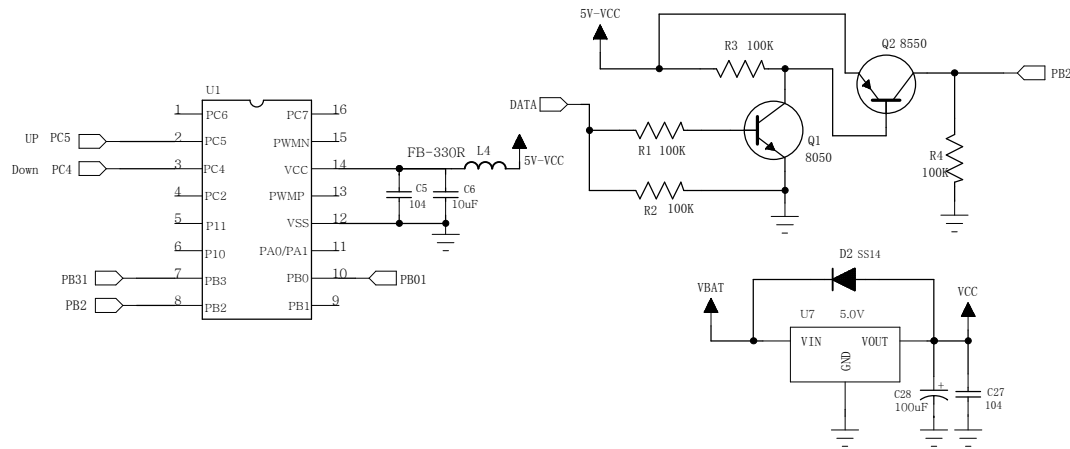 U1
1 PC6 PC7 16
UP PC5 2 PC5 PWMN 15
Down PC4 3 PC4 VCC 14
4 PC2 PWMP 13
5 P11 VSS 12
6 P10 PA0/PA1 11
PB31 7 PB3 PB0 10 PB01
PB2 8 PB2 PB1 9
FB-330R L4
5V-VCC
C5
104
C6
10uF
5V-VCC
R3 100K
Q2 8550
PB2
DATA
R1 100K
Q1
8050
R2 100K
R4
100K
D2 SS14
VBAT
VCC
U7 5.0V
VIN VOUT
GND
C28
100uF
+
C27
104